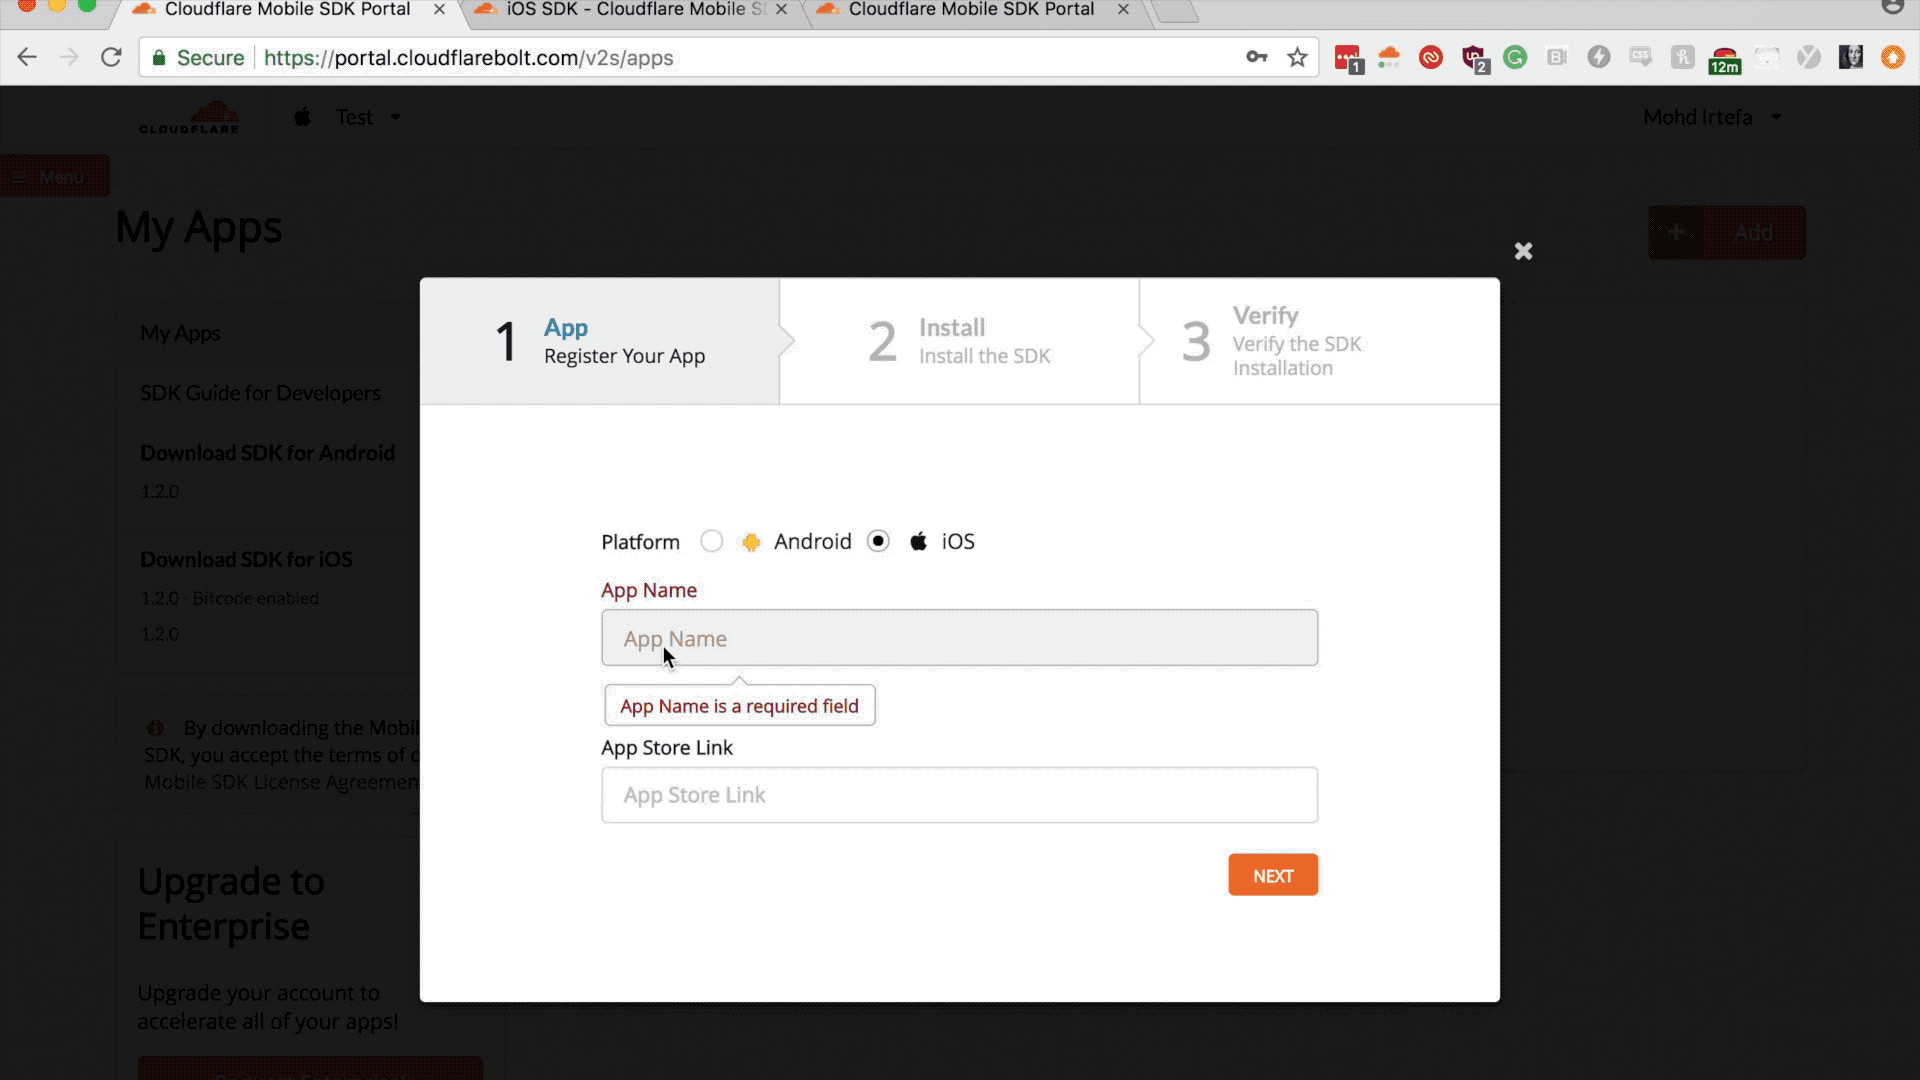 Cloudflare Mobile SDK Portal
iOS SDK - Cloudflare Mobile S
Cloudflare Mobile SDK Portal
Secure
https://portal.cloudflarebolt.com/v2s/apps
1
2
12m
CLOUDFLARE
Test
Mohd Irtefa
Menu
My Apps
+ Add
My Apps
SDK Guide for Developers
Download SDK for Android
1.2.0
Download SDK for iOS
1.2.0 - Bitcode enabled
1.2.0
By downloading the Mobil
SDK, you accept the terms of
Mobile SDK License Agreemen
Upgrade to
Enterprise
Upgrade your account to
accelerate all of your apps!
1
App
Register Your App
2
Install
Install the SDK
3
Verify
Verify the SDK
Installation
Platform
Android
iOS
App Name
App Name
App Name is a required field
App Store Link
App Store Link
NEXT